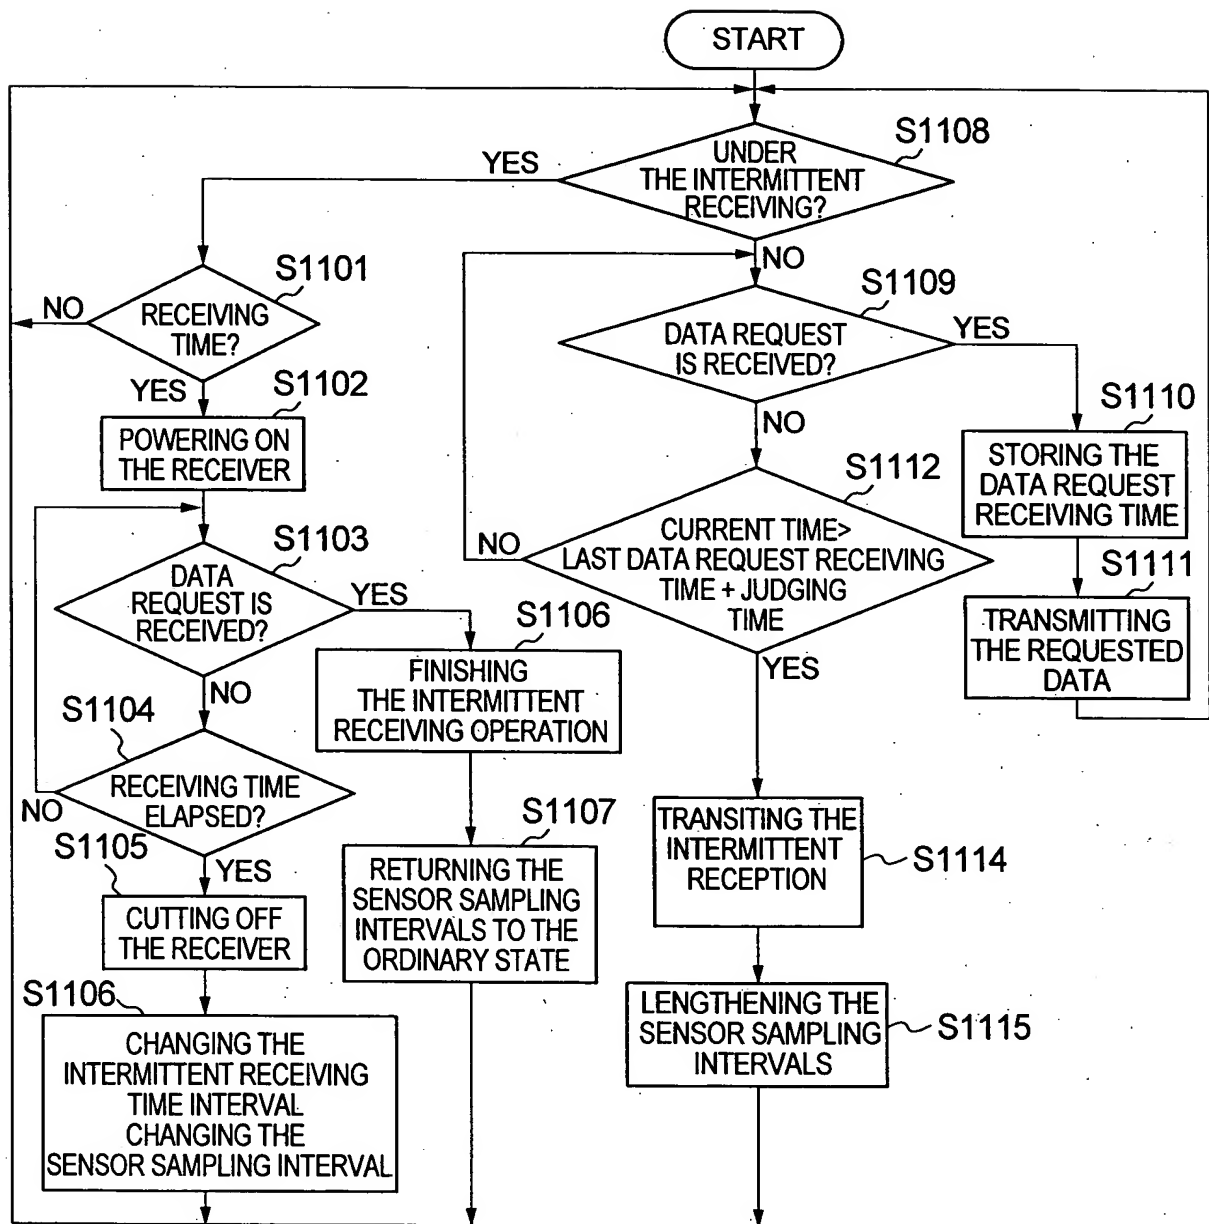 START
S1108
YES
UNDER
THE INTERMITTENT
RECEIVING?
NO
S1101
NO
RECEIVING
TIME?
YES
S1109
DATA REQUEST
IS RECEIVED?
YES
NO
S1102
POWERING ON
THE RECEIVER
S1110
STORING THE
DATA REQUEST
RECEIVING TIME
S1112
CURRENT TIME>
LAST DATA REQUEST RECEIVING
TIME + JUDGING
TIME
NO
YES
S1111
TRANSMITTING
THE REQUESTED
DATA
S1103
DATA
REQUEST IS
RECEIVED?
YES
NO
S1106
FINISHING
THE INTERMITTENT
RECEIVING OPERATION
S1104
RECEIVING TIME
ELAPSED?
NO
YES
S1107
RETURNING THE
SENSOR SAMPLING
INTERVALS TO THE
ORDINARY STATE
TRANSITING THE
INTERMITTENT
RECEPTION
S1114
S1105
CUTTING OFF
THE RECEIVER
S1106
CHANGING THE
INTERMITTENT RECEIVING
TIME INTERVAL
CHANGING THE
SENSOR SAMPLING INTERVAL
LENGTHENING THE
SENSOR SAMPLING
INTERVALS
S1115